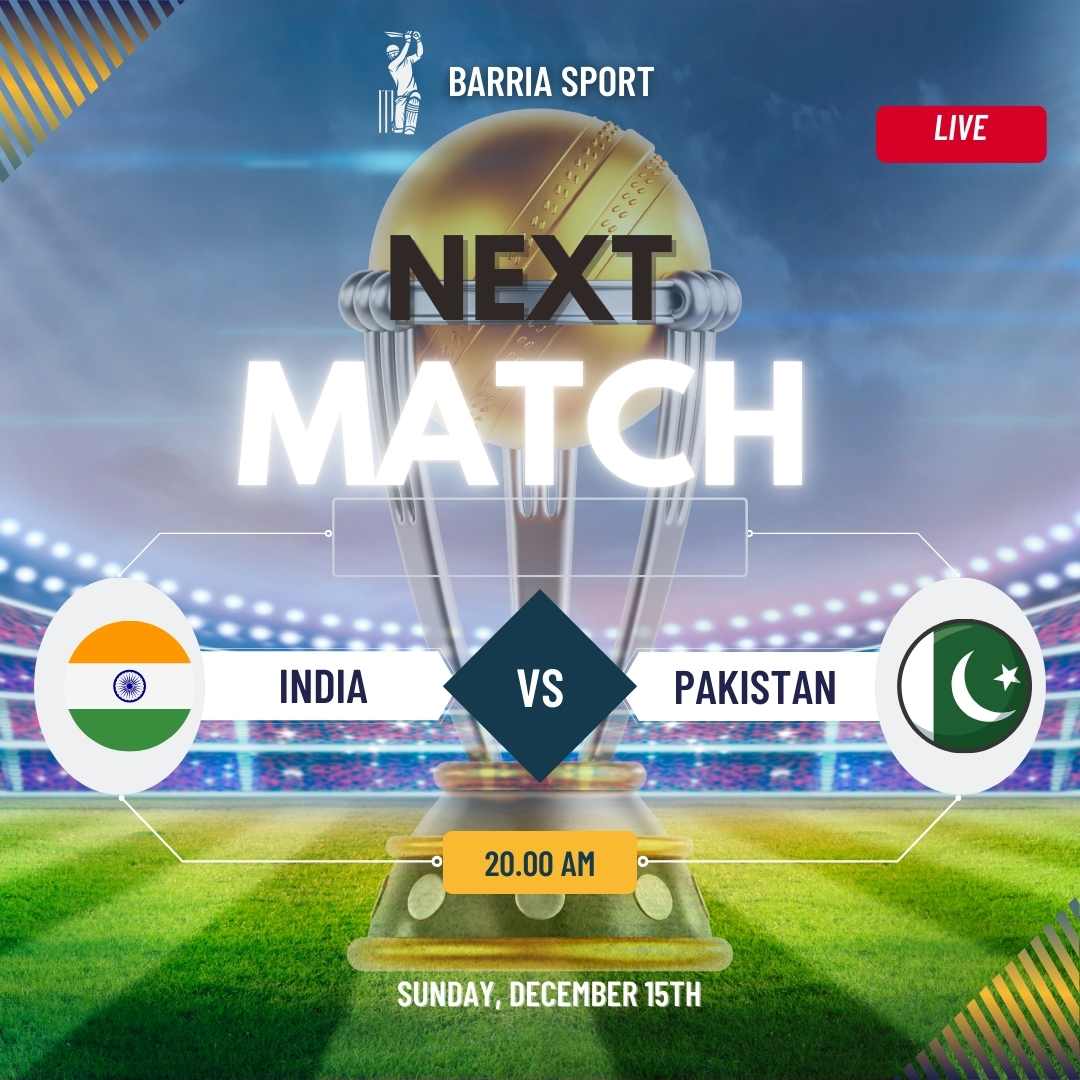 BARRIA SPORT
LIVE
NEXT
MATCH
INDIA
VS
PAKISTAN
20.00 AM
SUNDAY, DECEMBER 15TH